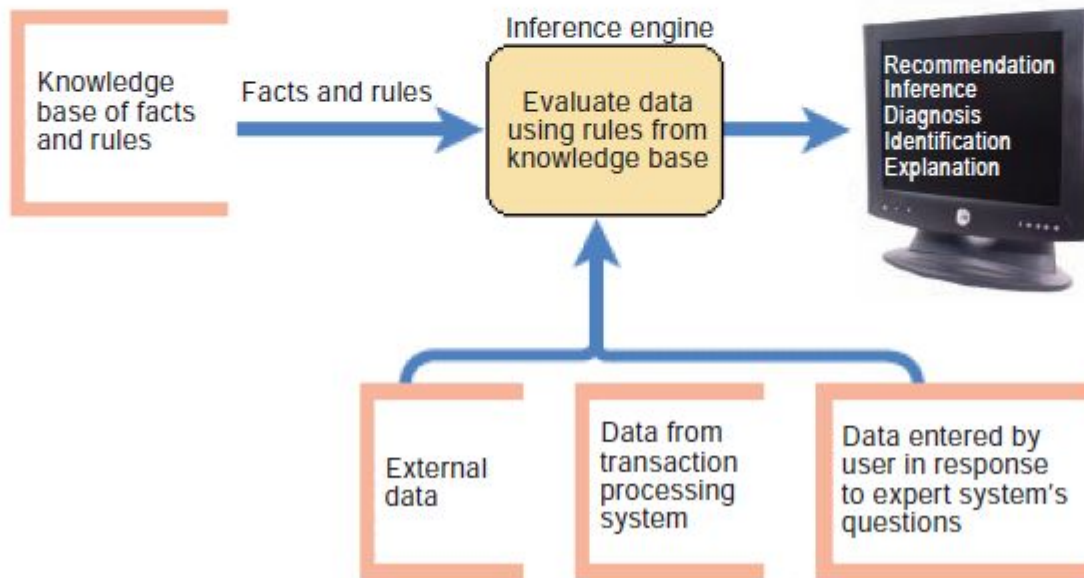 Inference engine
Knowledge
base of facts
and rules
Facts and rules
Evaluate data
using rules from
knowledge base
Recommendation
Inference
Diagnosis
Identification
Explanation
External
data
Data from
transaction
processing
system
Data entered by
user in response
to expert system's
questions